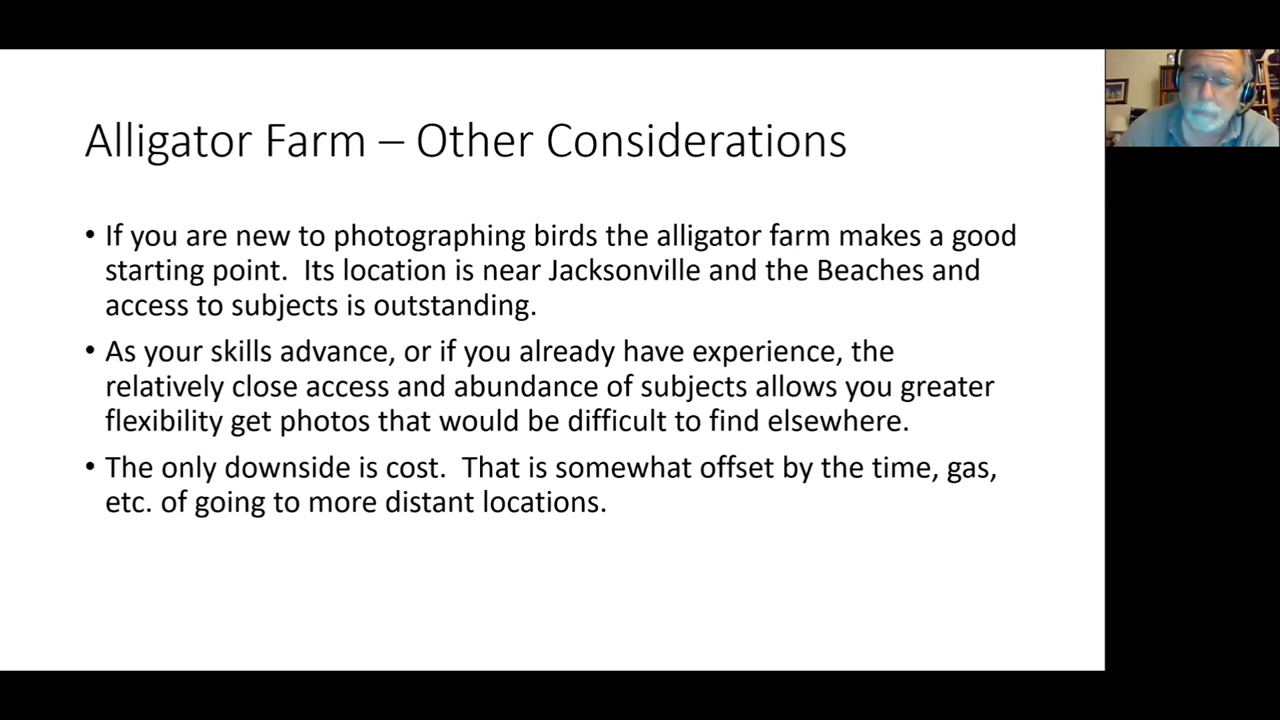 Alligator Farm – Other Considerations
• If you are new to photographing birds the alligator farm makes a good
starting point.  Its location is near Jacksonville and the Beaches and
access to subjects is outstanding.
• As your skills advance, or if you already have experience, the
relatively close access and abundance of subjects allows you greater
flexibility get photos that would be difficult to find elsewhere.
• The only downside is cost.  That is somewhat offset by the time, gas,
etc. of going to more distant locations.